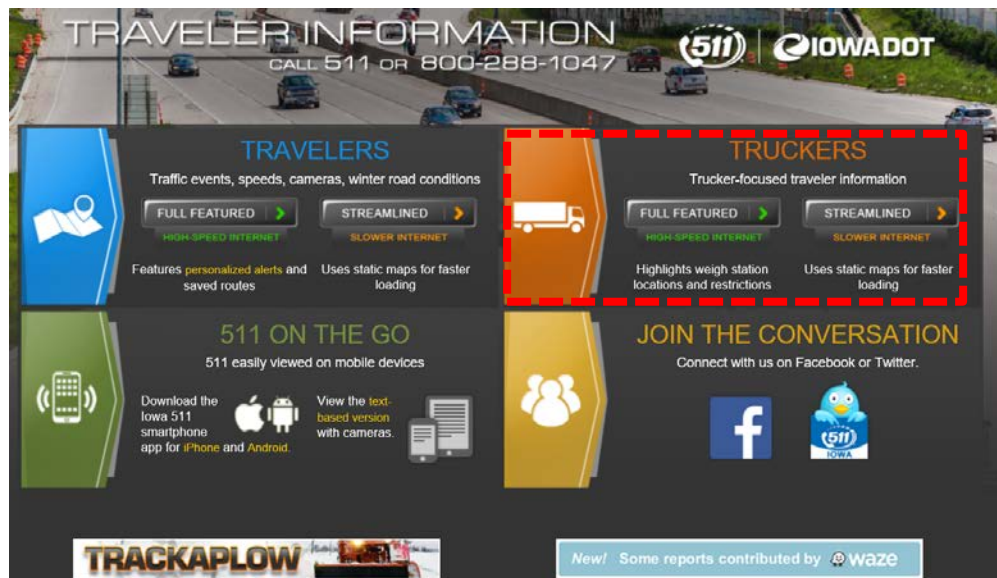 TRAVELER INFORMATION
CALL 511 OR 800-288-1047
511
IOWADOT
TRAVELERS
Traffic events, speeds, cameras, winter road conditions
FULL FEATURED
STREAMLINED
HIGH-SPEED INTERNET
SLOWER INTERNET
Features personalized alerts and
saved routes
Uses static maps for faster
loading
TRUCKERS
Trucker-focused traveler information
FULL FEATURED
STREAMLINED
HIGH-SPEED INTERNET
SLOWER INTERNET
Highlights weigh station
locations and restrictions
Uses static maps for faster
loading
511 ON THE GO
511 easily viewed on mobile devices
Download the
Iowa 511
smartphone
app for iPhone and Android.
View the text-
based version
with cameras.
JOIN THE CONVERSATION
Connect with us on Facebook or Twitter.
f
511
IOWA
TRACKAPLOW
New! Some reports contributed by waze